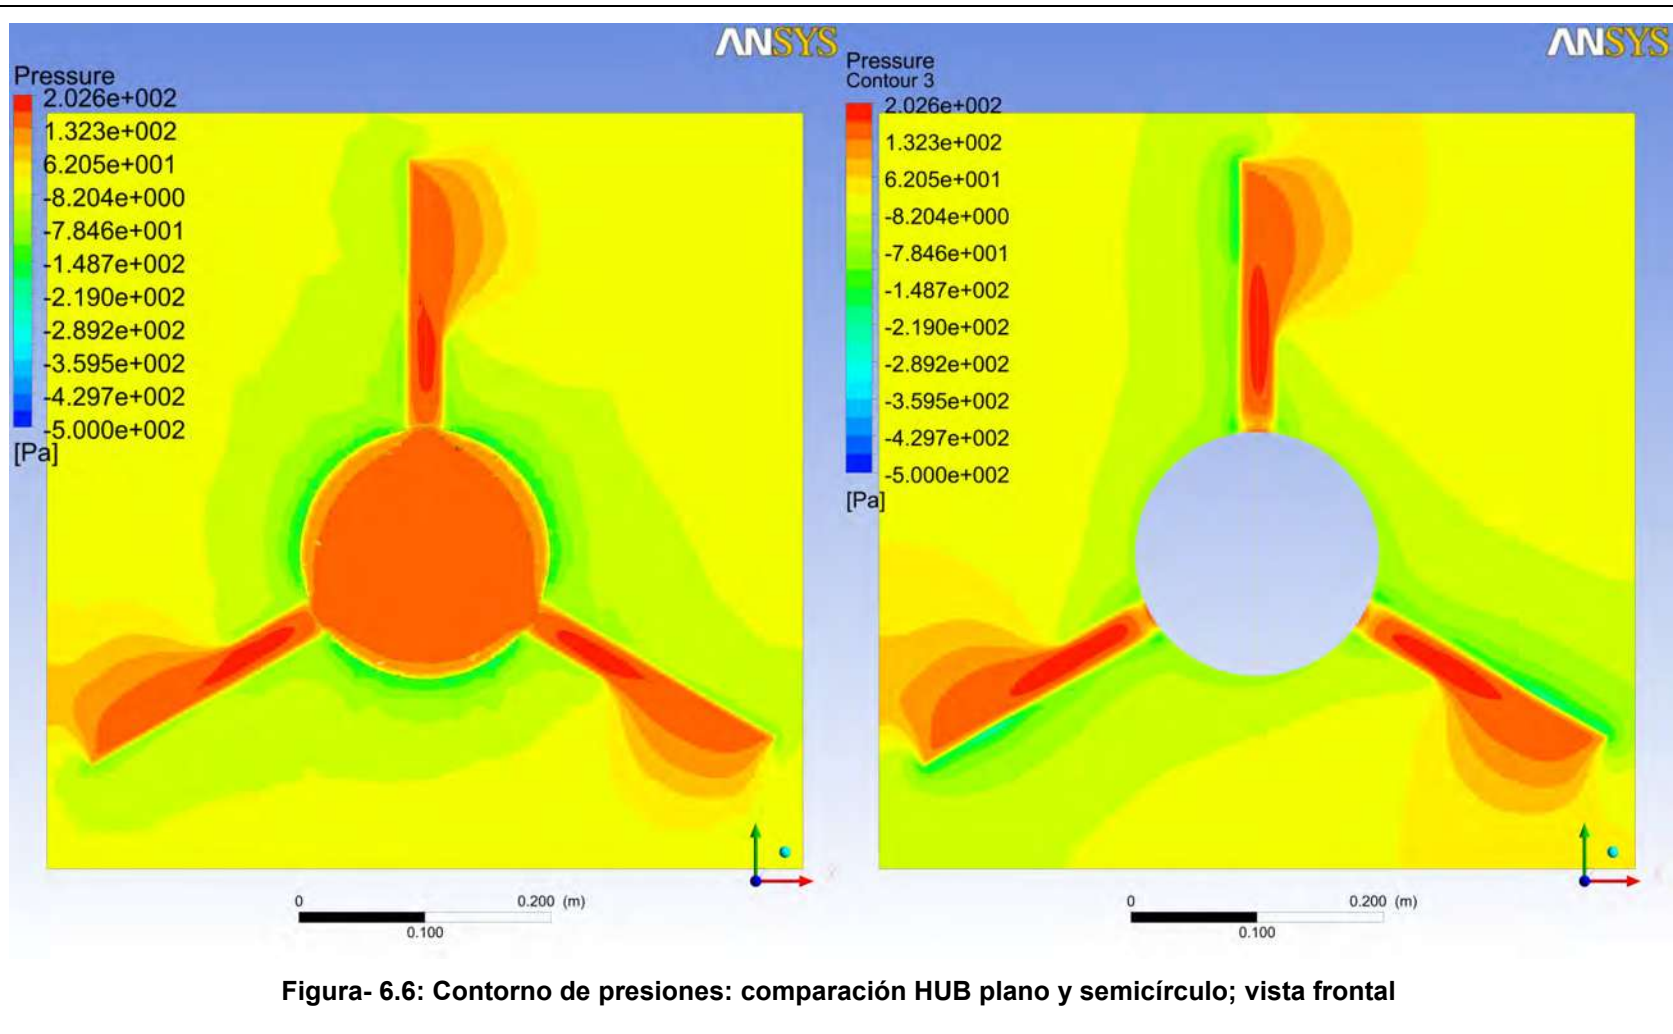 ANSYS
Pressure
2.026e+002
1.323e+002
6.205e+001
-8.204e+000
-7.846e+001
-1.487e+002
-2.190e+002
-2.892e+002
-3.595e+002
-4.297e+002
-5.000e+002
[Pa]
0 0.200 (m)
0.100
ANSYS
Pressure
Contour 3
2.026e+002
1.323e+002
6.205e+001
-8.204e+000
-7.846e+001
-1.487e+002
-2.190e+002
-2.892e+002
-3.595e+002
-4.297e+002
-5.000e+002
[Pa]
0 0.200 (m)
0.100
Figura- 6.6: Contorno de presiones: comparación HUB plano y semicírculo; vista frontal